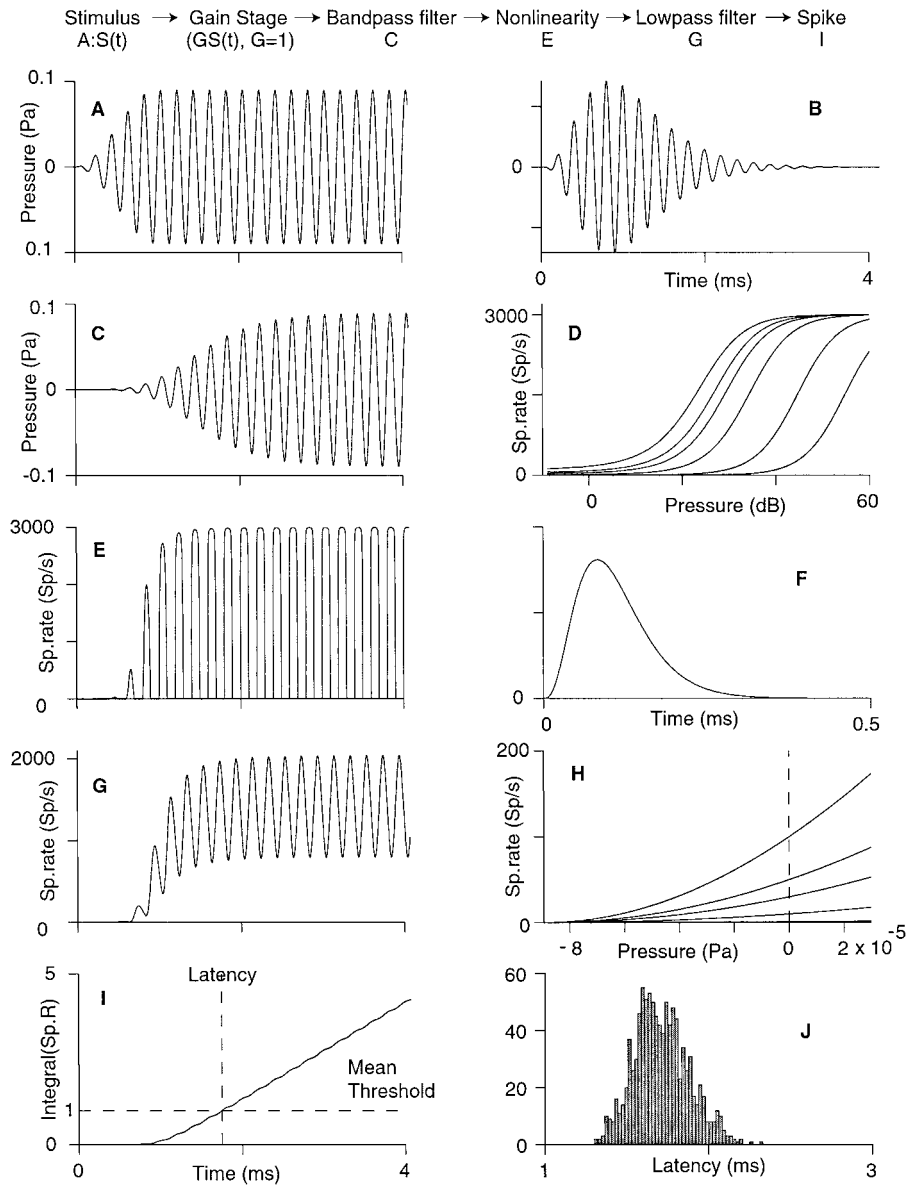 Stimulus → Gain Stage → Bandpass filter → Nonlinearity → Lowpass filter → Spike
A:S(t) (GS(t), G=1) C E G I
0.1
A
Pressure (Pa)
0
0.1
B
0
0
4
Time (ms)
0.1
C
Pressure (Pa)
0
-0.1
3000
D
Sp.rate (Sp/s)
0
0
60
Pressure (dB)
3000
E
Sp.rate (Sp/s)
0
F
0
0
0.5
Time (ms)
2000
G
Sp.rate (Sp/s)
0
200
H
Sp.rate (Sp/s)
0
-8
0
2 x 10
-5
Pressure (Pa)
5
Latency
I
Integral(Sp.R)
Mean
Threshold
1
0
0
4
Time (ms)
60
J
40
20
0
1
3
Latency (ms)